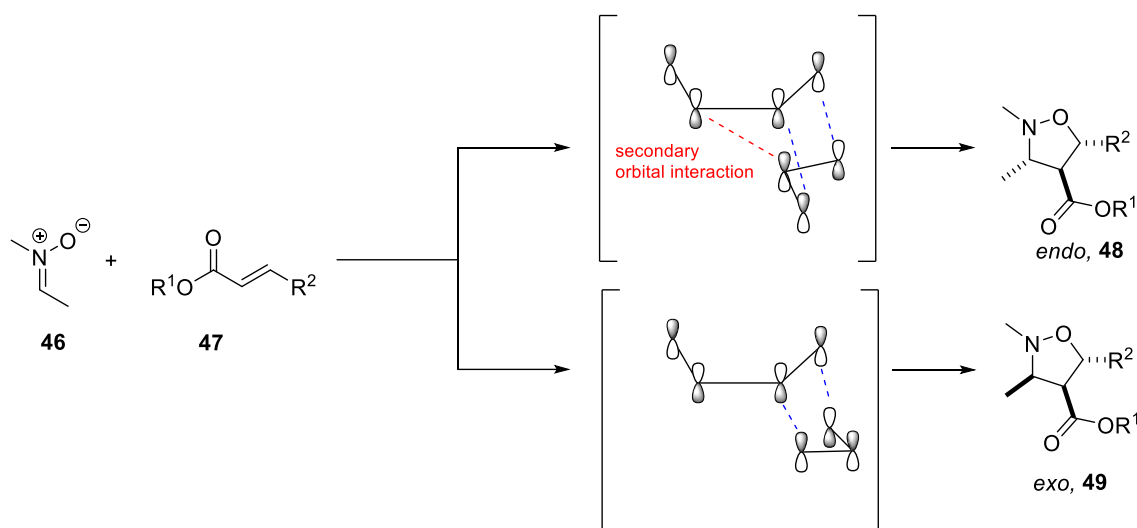 secondary
orbital interaction
N
O
R²
O
OR¹
endo, 48
N⊕
O⊖
+
O
R¹O
R²
46
47
N
O
R²
O
OR¹
exo, 49